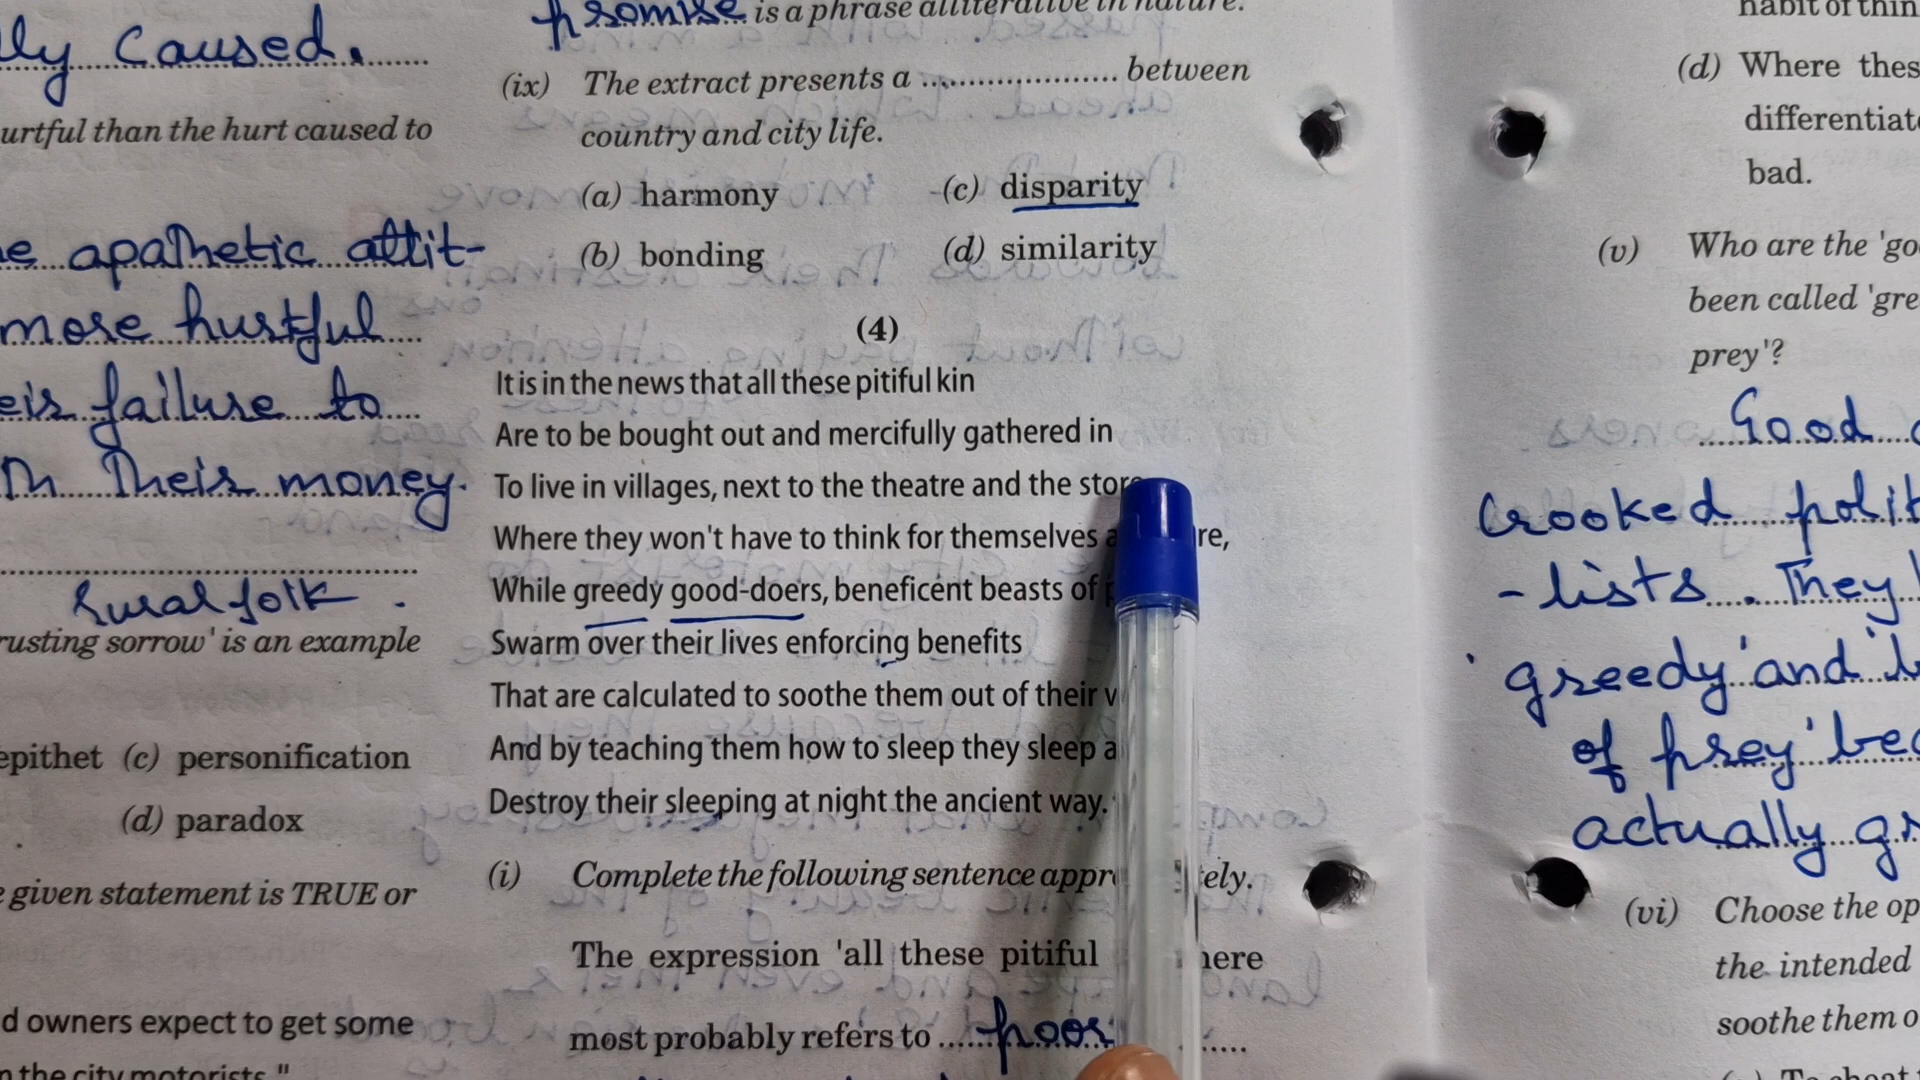 ly caused.
urtful than the hurt caused to
apathetic attit-
more hurtful
failure to
Their money.
rural folk.
rusting sorrow' is an example
epithet (c) personification
(d) paradox
given statement is TRUE or
d owners expect to get some
n the city motorists."
promise is a phrase alliterative in nature.
(ix) The extract presents a .................... between
country and city life.
(a) harmony (c) disparity
(b) bonding (d) similarity
(4)
It is in the news that all these pitiful kin
Are to be bought out and mercifully gathered in
To live in villages, next to the theatre and the store
Where they won't have to think for themselves
While greedy good-doers, beneficent beasts of
Swarm over their lives enforcing benefits
That are calculated to soothe them out of their
And by teaching them how to sleep they sleep
Destroy their sleeping at night the ancient way.
(i) Complete the following sentence
The expression 'all these pitiful
most probably refers to ...... poor
(d) Where
differentiat
bad.
(v) Who are the 'go
been called 'gre
prey'?
Good
crooked polit
-lists. They
'greedy' and
of prey'
actually
(vi) Choose the op
the intended
soothe them o